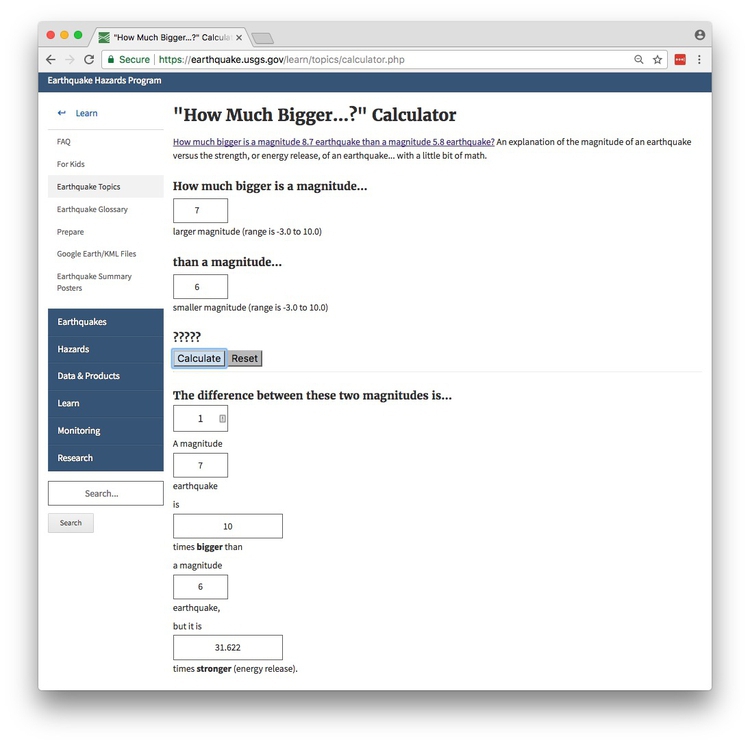 "How Much Bigger...?" Calculat
Secure | https://earthquake.usgs.gov/learn/topics/calculator.php
Earthquake Hazards Program
Learn
FAQ
For Kids
Earthquake Topics
Earthquake Glossary
Prepare
Google Earth/KML Files
Earthquake Summary
Posters
Earthquakes
Hazards
Data & Products
Learn
Monitoring
Research
Search...
Search
"How Much Bigger...?" Calculator
How much bigger is a magnitude 8.7 earthquake than a magnitude 5.8 earthquake? An explanation of the magnitude of an earthquake
versus the strength, or energy release, of an earthquake... with a little bit of math.
How much bigger is a magnitude...
7
larger magnitude (range is -3.0 to 10.0)
than a magnitude...
6
smaller magnitude (range is -3.0 to 10.0)
?????
Calculate Reset
The difference between these two magnitudes is...
1
A magnitude
7
earthquake
is
10
times bigger than
a magnitude
6
earthquake,
but it is
31.622
times stronger (energy release).